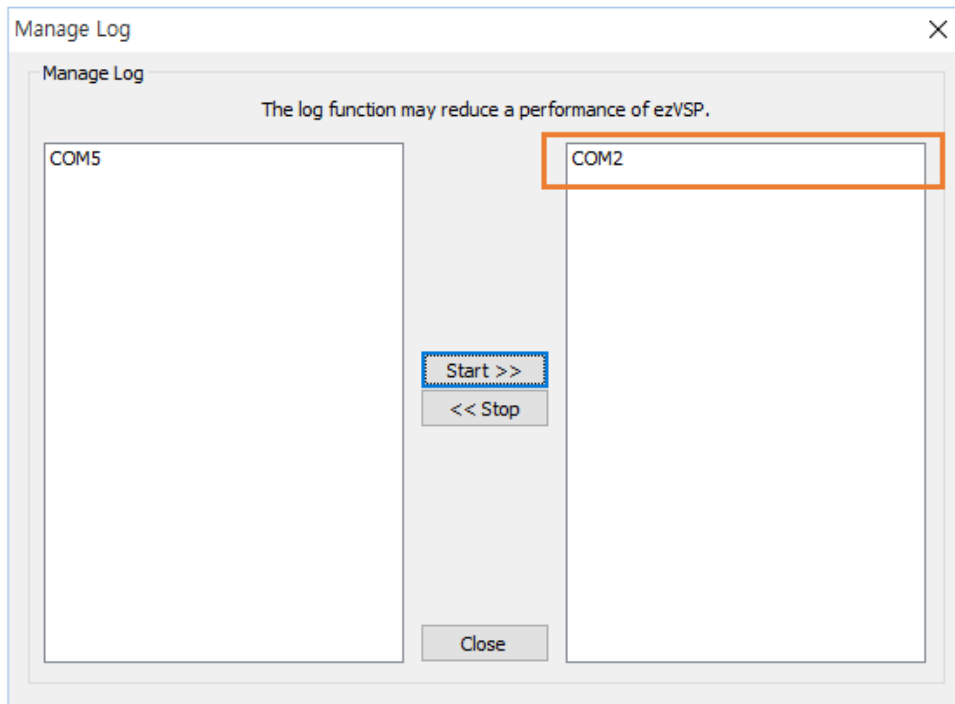 Manage Log
Manage Log
The log function may reduce a performance of ezVSP.
COM5
COM2
Start >>
<< Stop
Close